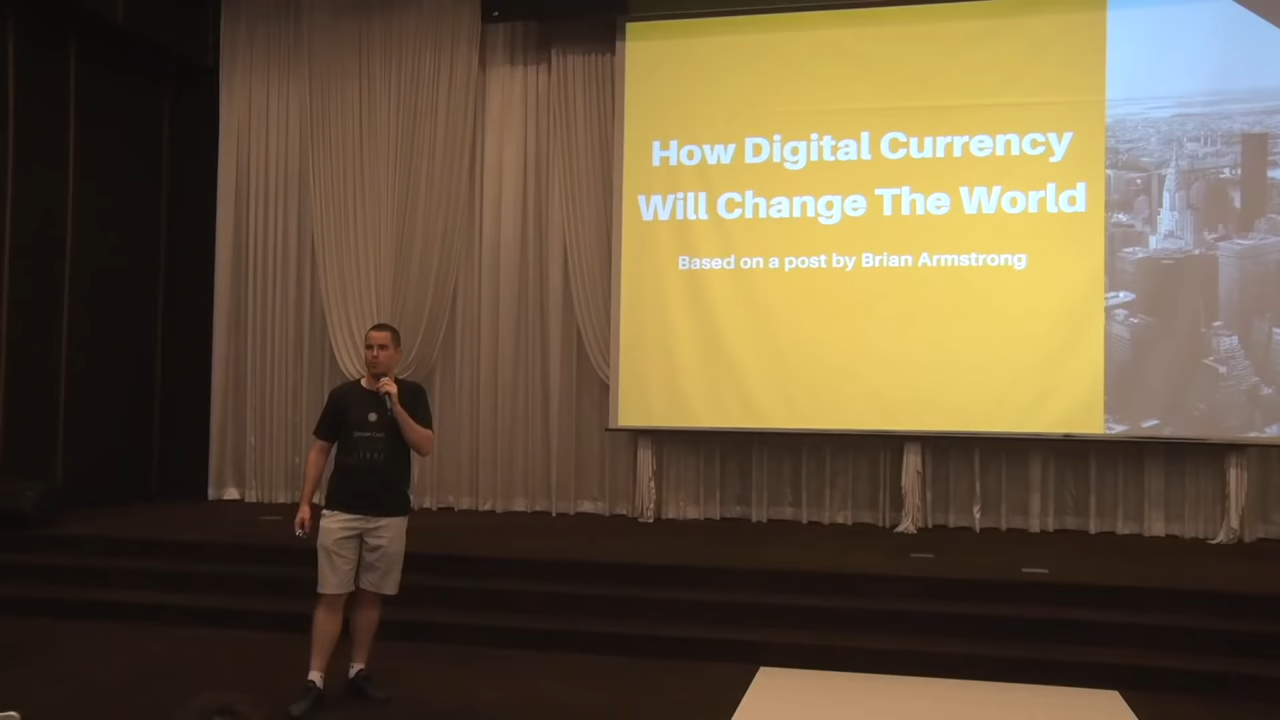 How Digital Currency
Will Change The World
Based on a post by Brian Armstrong